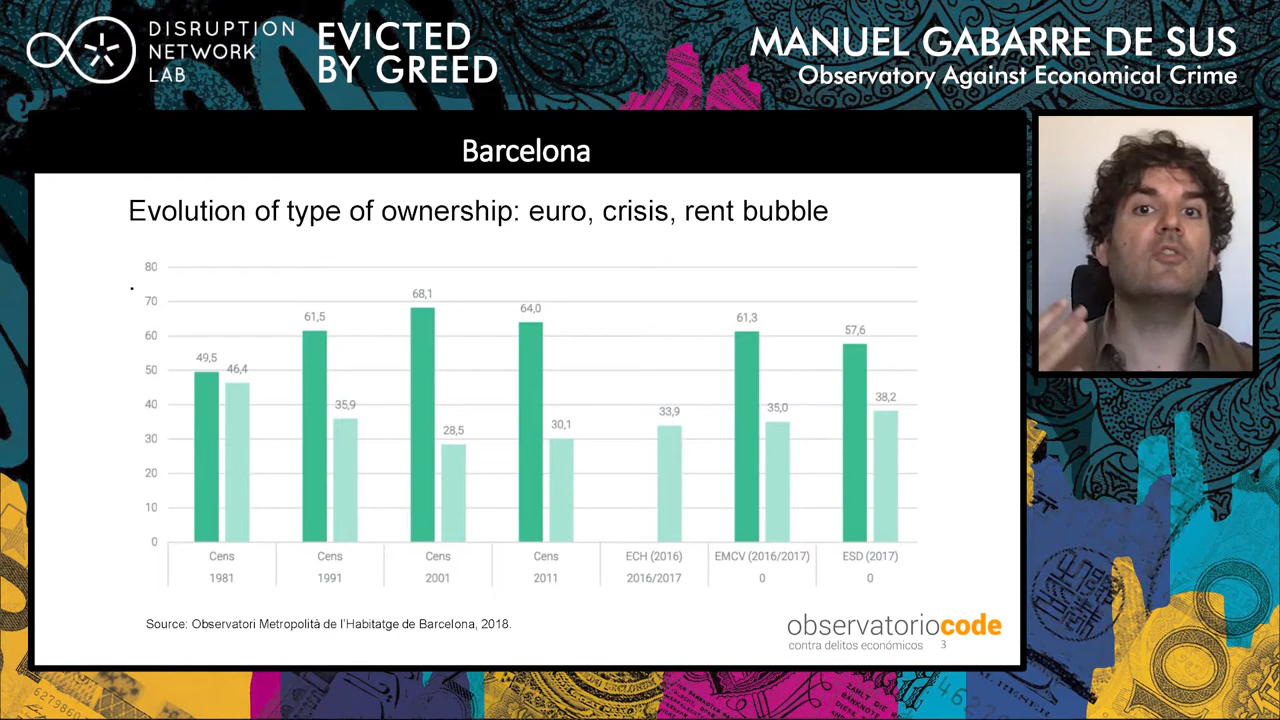 DISRUPTION
NETWORK
LAB
EVICTED
BY GREED
MANUEL GABARRE DE SUS
Observatory Against Economical Crime
Barcelona
Evolution of type of ownership: euro, crisis, rent bubble
80
70
60
50
40
30
20
10
0
49,5
46,4
61,5
35,9
68,1
28,5
64,0
30,1
33,9
61,3
35,0
57,6
38,2
Cens
1981
Cens
1991
Cens
2001
Cens
2011
ECH (2016)
2016/2017
EMCV (2016/2017)
0
ESD (2017)
0
Source: Observatori Metropolità de l'Habitatge de Barcelona, 2018.
observatoriocode
contra delitos económicos
3